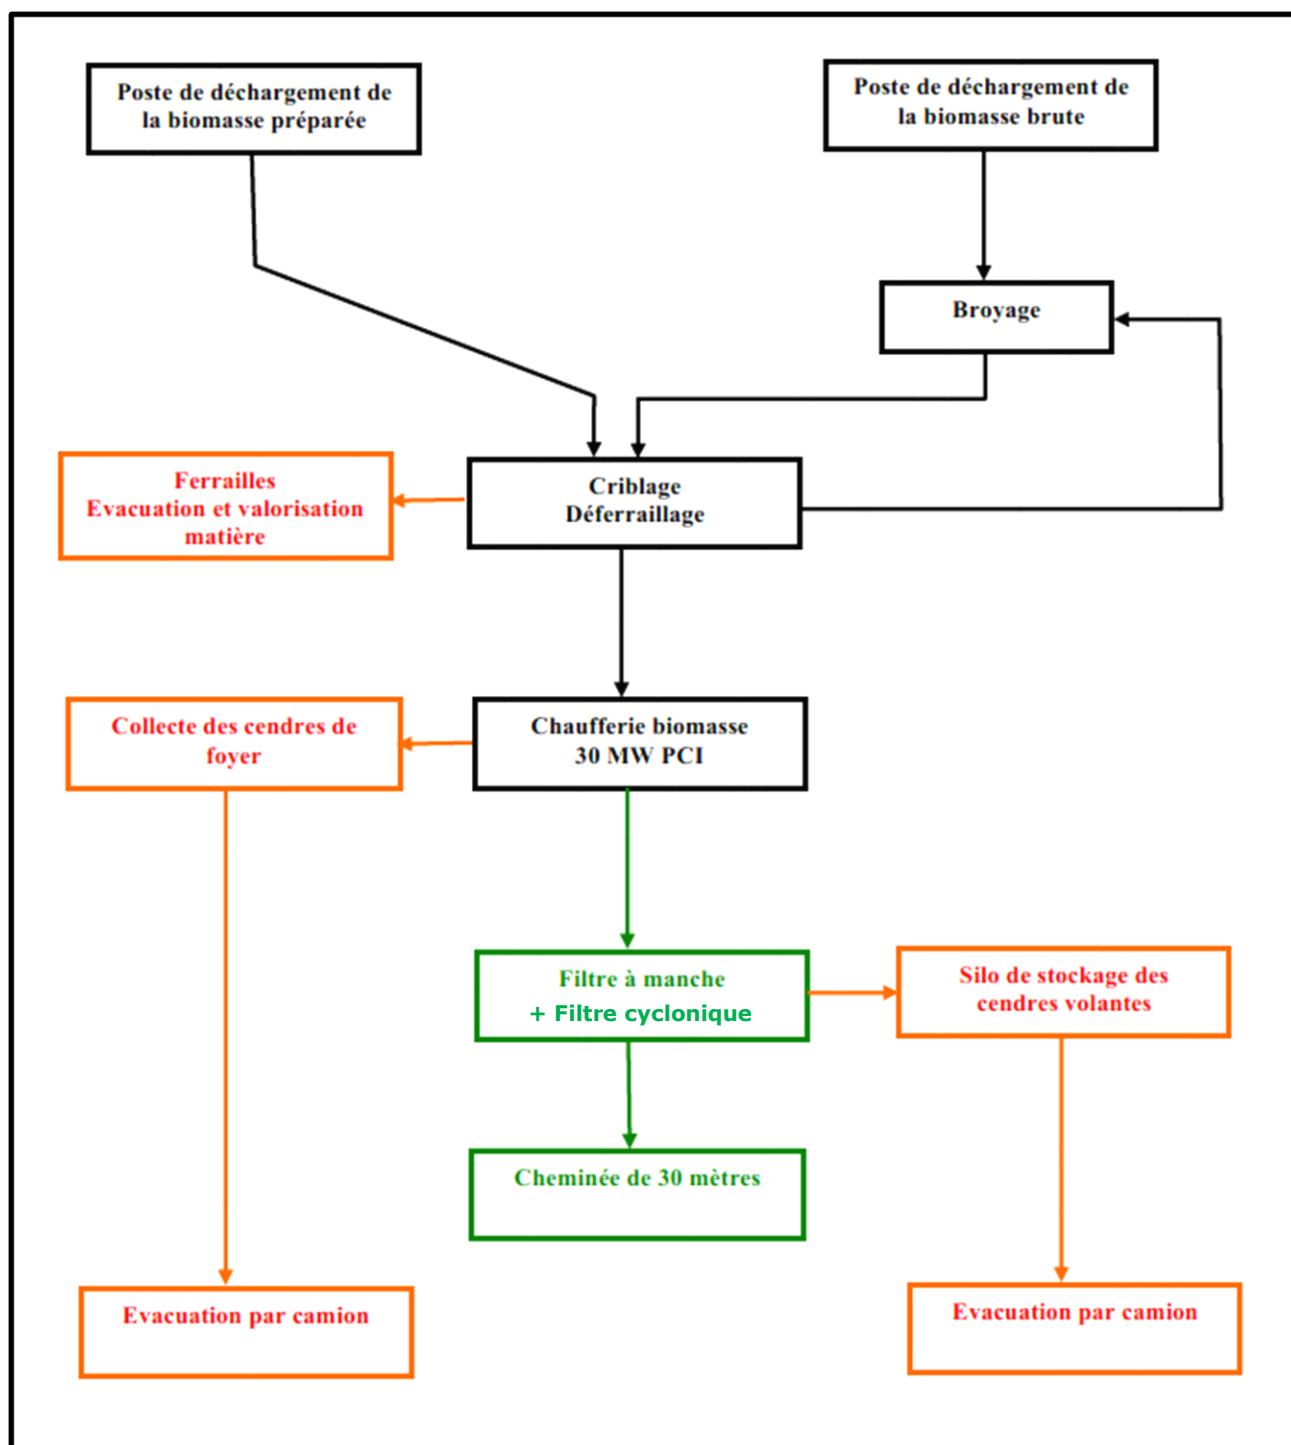 Poste de déchargement de
la biomasse préparée
Poste de déchargement de
la biomasse brute
Broyage
Ferrailles
Evacuation et valorisation
matière
Criblage
Déferraillage
Collecte des cendres de
foyer
Chaufferie biomasse
30 MW PCI
Filtre à manche
+ Filtre cyclonique
Silo de stockage des
cendres volantes
Cheminée de 30 mètres
Evacuation par camion
Evacuation par camion